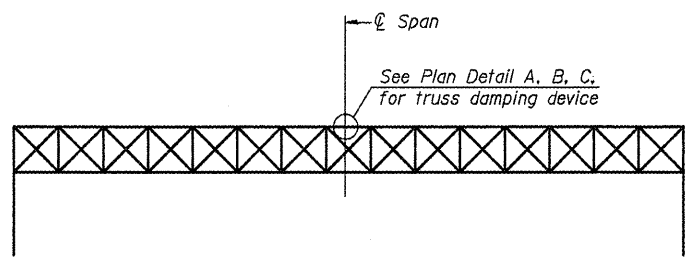 ℄ Span
See Plan Detail A, B, C,
for truss damping device